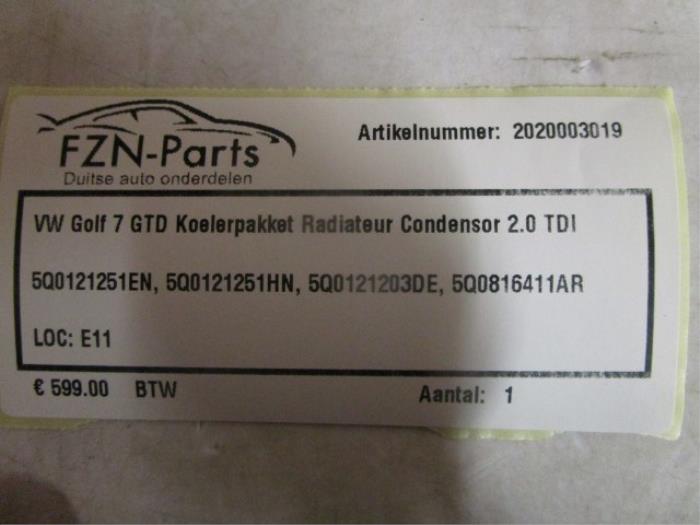 FZN-Parts
Duitse auto onderdelen
Artikelnummer: 2020003019
VW Golf 7 GTD Koelerpakket Radiateur Condensor 2.0 TDI
5Q0121251EN, 5Q0121251HN, 5Q0121203DE, 5Q0816411AR
LOC: E11
€ 599.00 BTW
Aantal: 1